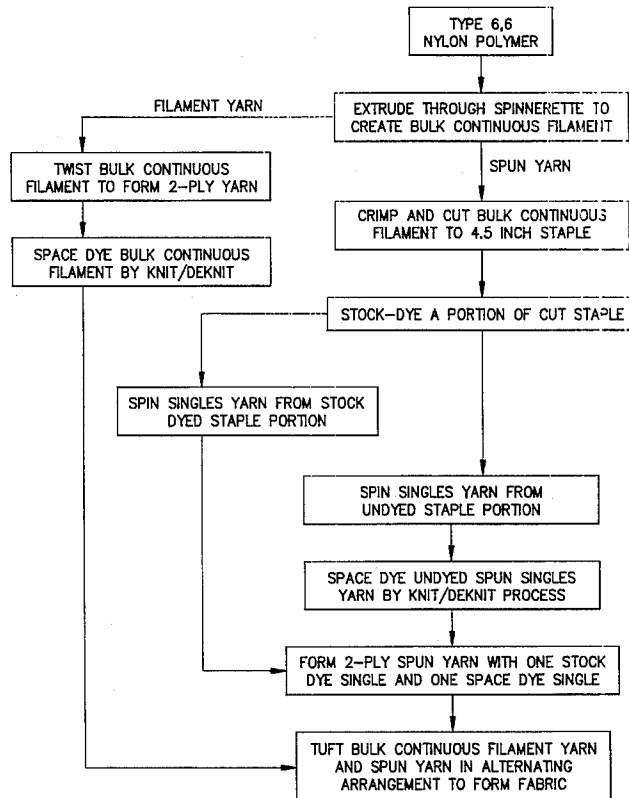 TYPE 6,6
NYLON POLYMER
FILAMENT YARN
EXTRUDE THROUGH SPINNERETTE TO
CREATE BULK CONTINUOUS FILAMENT
TWIST BULK CONTINUOUS
FILAMENT TO FORM 2-PLY YARN
SPUN YARN
CRIMP AND CUT BULK CONTINUOUS
FILAMENT TO 4.5 INCH STAPLE
SPACE DYE BULK CONTINUOUS
FILAMENT BY KNIT/DEKNIT
STOCK-DYE A PORTION OF CUT STAPLE
SPIN SINGLES YARN FROM STOCK
DYED STAPLE PORTION
SPIN SINGLES YARN FROM
UNDYED STAPLE PORTION
SPACE DYE UNDYED SPUN SINGLES
YARN BY KNIT/DEKNIT PROCESS
FORM 2-PLY SPUN YARN WITH ONE STOCK
DYE SINGLE AND ONE SPACE DYE SINGLE
TUFT BULK CONTINUOUS FILAMENT YARN
AND SPUN YARN IN ALTERNATING
ARRANGEMENT TO FORM FABRIC